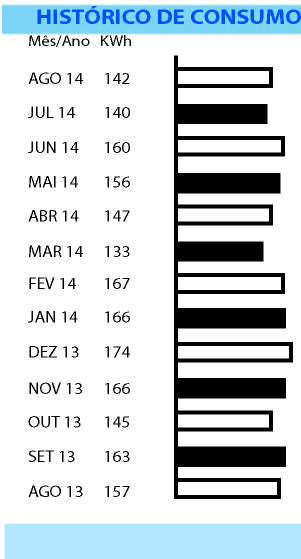 HISTÓRICO DE CONSUMO
Mês/Ano KWh
AGO 14 142
JUL 14 140
JUN 14 160
MAI 14 156
ABR 14 147
MAR 14 133
FEV 14 167
JAN 14 166
DEZ 13 174
NOV 13 166
OUT 13 145
SET 13 163
AGO 13 157